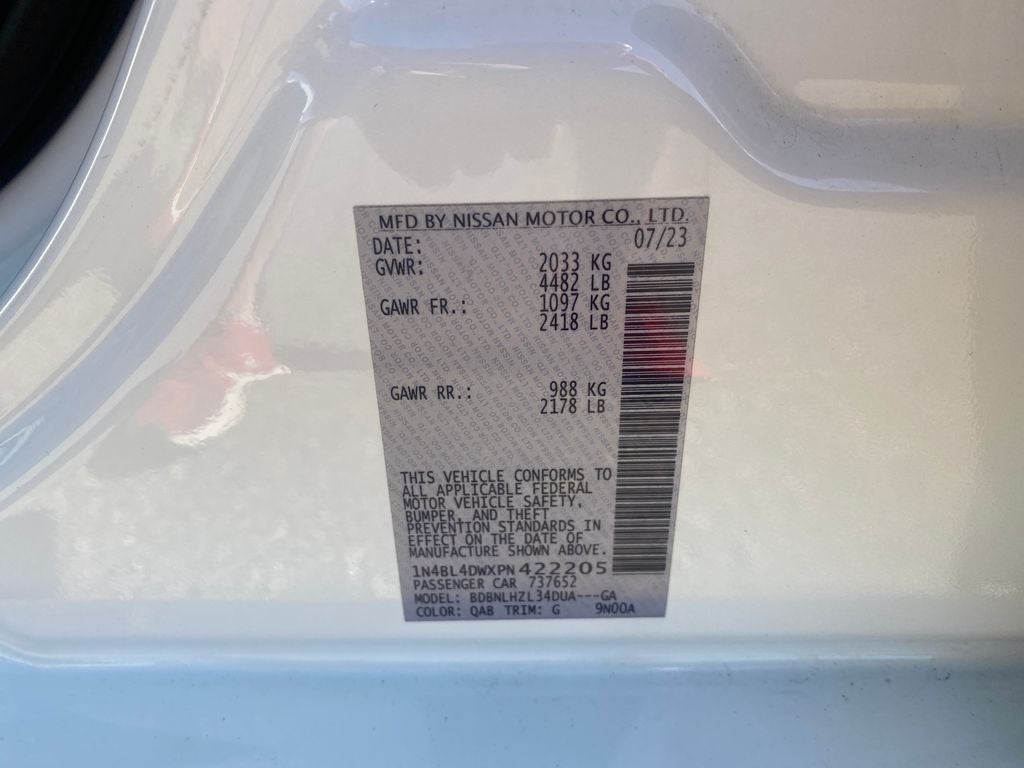 MFD BY NISSAN MOTOR CO., LTD.
DATE: 07/23
GVWR: 2033 KG
4482 LB
GAWR FR.: 1097 KG
2418 LB
GAWR RR.: 988 KG
2178 LB
THIS VEHICLE CONFORMS TO
ALL APPLICABLE FEDERAL
MOTOR VEHICLE SAFETY,
BUMPER, AND THEFT
PREVENTION STANDARDS IN
EFFECT ON THE DATE OF
MANUFACTURE SHOWN ABOVE.
1N4BL4DWXPN422205
PASSENGER CAR 737652
MODEL: BDBNLHZL34DUA---GA
COLOR: QAB TRIM: G 9N00A